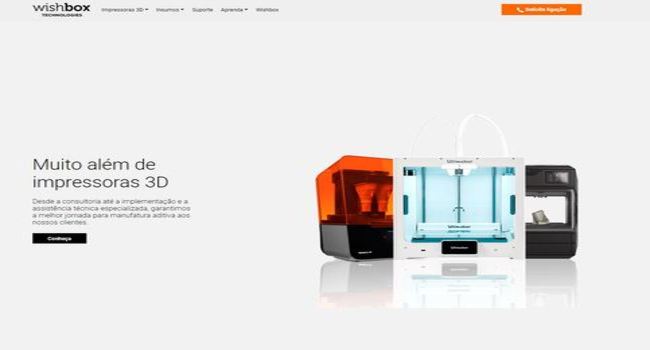 wishbox
TECHNOLOGIES
Impressoras 3D
Insumos
Suporte
Aprenda
Wishbox
Solicite ligação
Muito além de
impressoras 3D
Desde a consultoria até a implementação e a
assistência técnica especializada, garantimos
a melhor jornada para manufatura aditiva aos
nossos clientes.
Conheça
Ultimaker